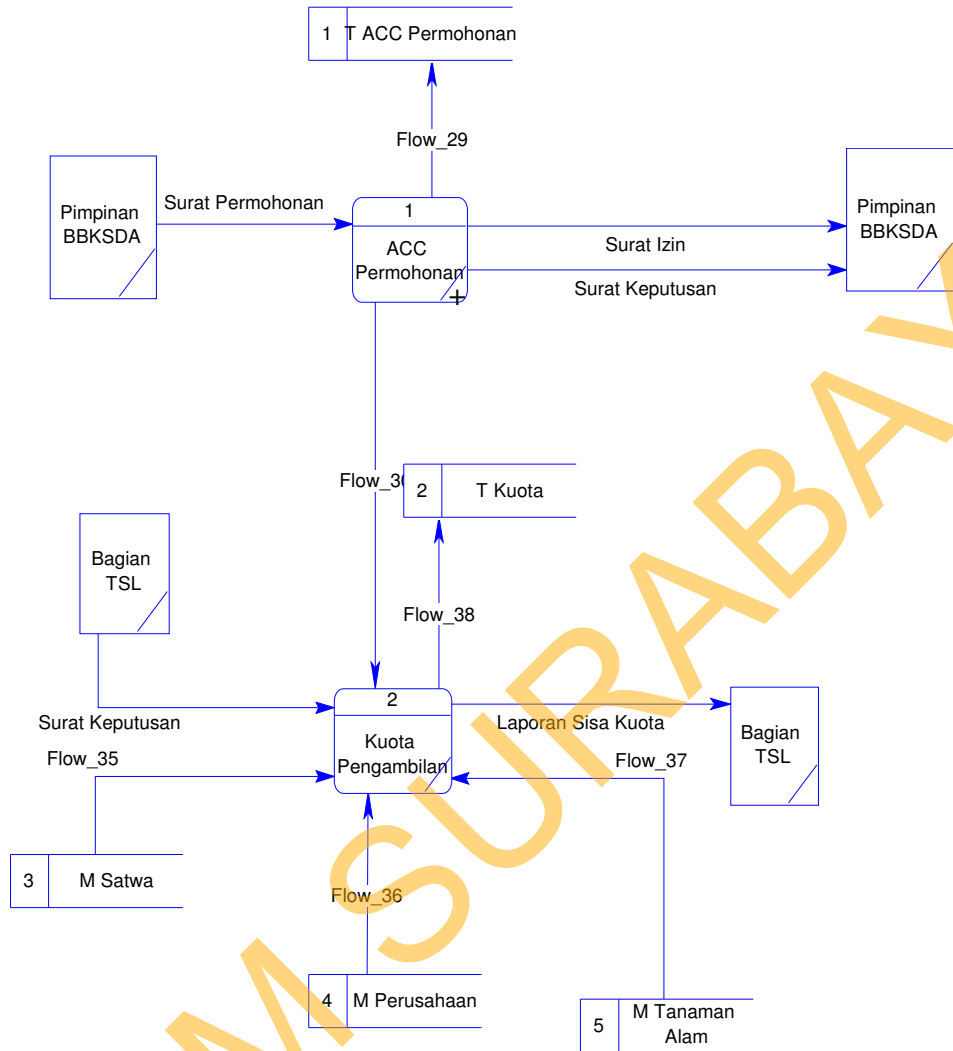 1 T ACC Permohonan
Flow_29
Pimpinan
BBKSDA
Surat Permohonan
1
ACC
Permohonan
Surat Izin
Surat Keputusan
Pimpinan
BBKSDA
Flow_30
2 T Kuota
Bagian
TSL
Flow_38
Surat Keputusan
2
Kuota
Pengambilan
Laporan Sisa Kuota
Bagian
TSL
Flow_35
Flow_37
3 M Satwa
Flow_36
4 M Perusahaan
5 M Tanaman
Alam
M SURABAY